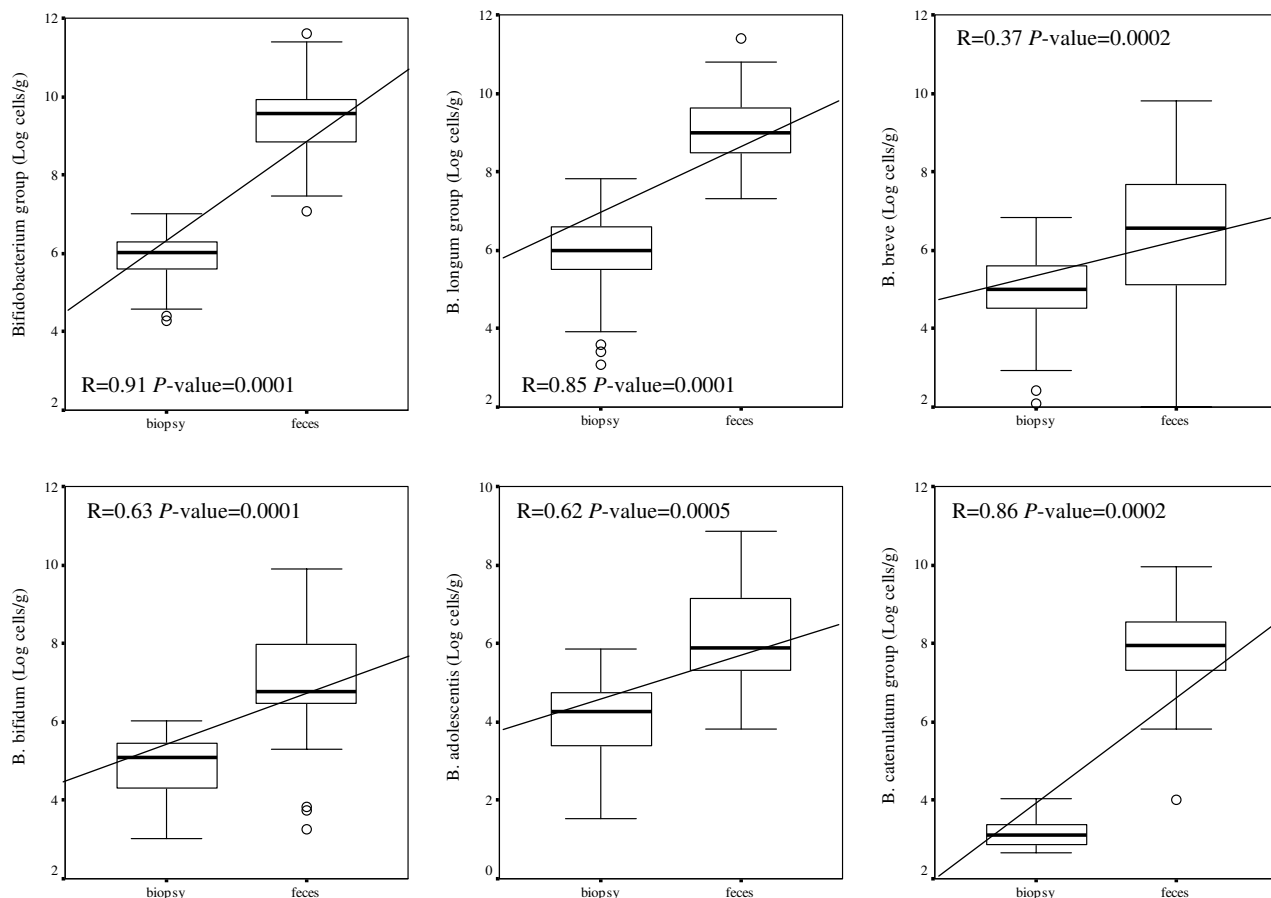 12
10
8
6
4
2
Bifidobacterium group (Log cells/g)
R=0.91 P-value=0.0001
biopsy
feces
12
10
8
6
4
2
B. longum group (Log cells/g)
R=0.85 P-value=0.0001
biopsy
feces
12
10
8
6
4
2
B. breve (Log cells/g)
R=0.37 P-value=0.0002
biopsy
feces
12
10
8
6
4
2
B. bifidum (Log cells/g)
R=0.63 P-value=0.0001
biopsy
feces
10
8
6
4
2
0
B. adolescentis (Log cells/g)
R=0.62 P-value=0.0005
biopsy
feces
12
10
8
6
4
2
B. catenulatum group (Log cells/g)
R=0.86 P-value=0.0002
biopsy
feces